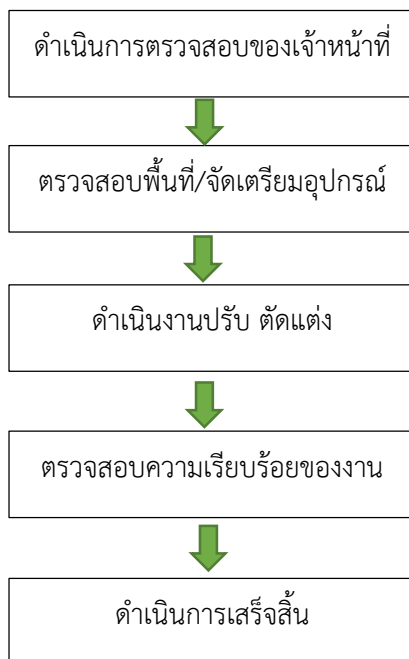 ดำเนินการตรวจสอบของเจ้าหน้าที่
ตรวจสอบพื้นที่/จัดเตรียมอุปกรณ์
ดำเนินงานปรับ ตัดแต่ง
ตรวจสอบความเรียบร้อยของงาน
ดำเนินการเสร็จสิ้น